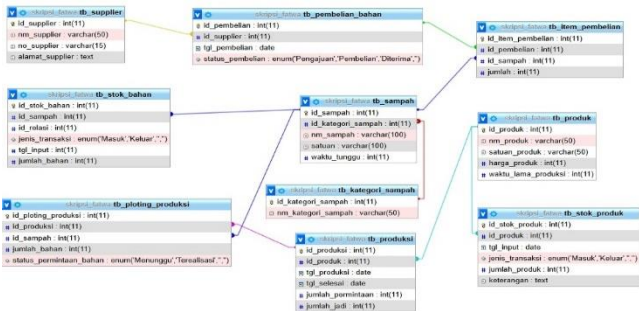 skripsi_fatwa tb_supplier
id_supplier : int(11)
nm_supplier : varchar(50)
no_supplier : varchar(15)
alamat_supplier : text
skripsi_fatwa tb_pembelian_bahan
id_pembelian : int(11)
id_supplier : int(11)
tgl_pembelian : date
status_pembelian : enum('Pengajuan','Pembelian','Diterima','')
skripsi_fatwa tb_item_pembelian
id_item_pembelian : int(11)
id_pembelian : int(11)
id_sampah : int(11)
jumlah : int(11)
skripsi_fatwa tb_stok_bahan
id_stok_bahan : int(11)
id_sampah : int(11)
id_relasi : int(11)
jenis_transaksi : enum('Masuk','Keluar','','')
tgl_input : int(11)
jumlah_bahan : int(11)
skripsi_fatwa tb_sampah
id_sampah : int(11)
id_kategori_sampah : int(11)
nm_sampah : varchar(100)
satuan : varchar(100)
waktu_tunggu : int(11)
skripsi_fatwa tb_produk
id_produk : int(11)
nm_produk : varchar(50)
satuan_produk : varchar(50)
harga_produk : int(11)
waktu_lama_produksi : int(11)
skripsi_fatwa tb_kategori_sampah
id_kategori_sampah : int(11)
nm_kategori_sampah : varchar(50)
skripsi_fatwa tb_ploting_produksi
id_ploting_produksi : int(11)
id_produksi : int(11)
id_sampah : int(11)
jumlah_bahan : int(11)
status_permintaan_bahan : enum('Menunggu','Terealisasi','','')
skripsi_fatwa tb_produksi
id_produksi : int(11)
id_produk : int(11)
tgl_produksi : date
tgl_selesai : date
jumlah_permintaan : int(11)
jumlah_jadi : int(11)
skripsi_fatwa tb_stok_produk
id_stok_produk : int(11)
id_produk : int(11)
tgl_input : date
jenis_transaksi : enum('Masuk','Keluar','','')
jumlah_produk : int(11)
keterangan : text